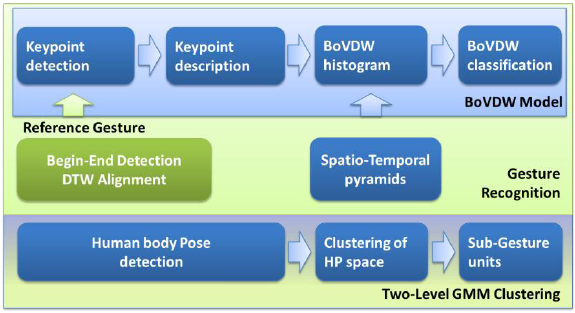 Keypoint
detection
Keypoint
description
BoVDW
histogram
BoVDW
classification
BoVDW Model
Reference Gesture
Begin-End Detection
DTW Alignment
Spatio-Temporal
pyramids
Gesture
Recognition
Human body Pose
detection
Clustering of
HP space
Sub-Gesture
units
Two-Level GMM Clustering